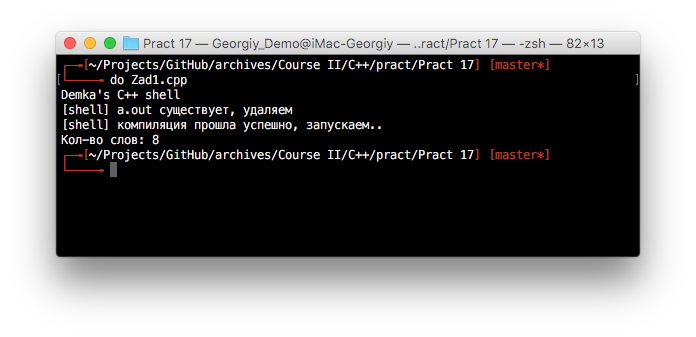 Pract 17 — Georgiy_Demo@iMac-Georgiy — ..ract/Pract 17 — -zsh — 82×13
[~/Projects/GitHub/archives/Course II/C++/pract/Pract 17] [master*]
do Zad1.cpp
Demka's C++ shell
[shell] a.out существует, удаляем
[shell] компиляция прошла успешно, запускаем..
Кол-во слов: 8
[~/Projects/GitHub/archives/Course II/C++/pract/Pract 17] [master*]